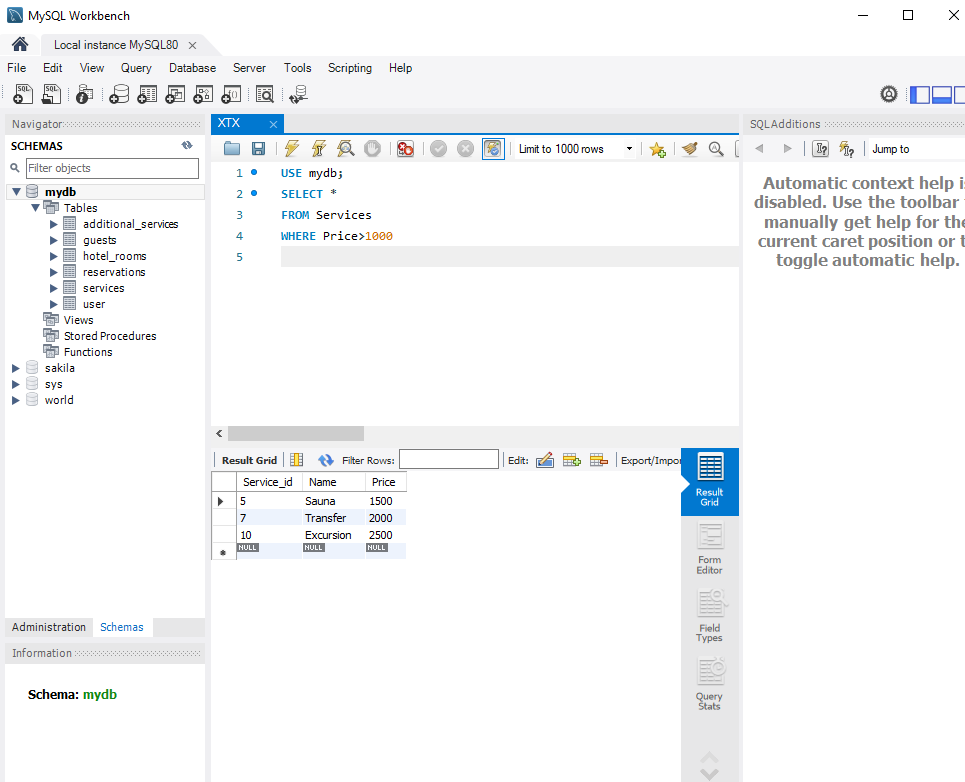 MySQL Workbench
Local instance MySQL80
File Edit View Query Database Server Tools Scripting Help
Navigator
SCHEMAS
Filter objects
mydb
Tables
additional_services
guests
hotel_rooms
reservations
services
user
Views
Stored Procedures
Functions
sakila
sys
world
Administration Schemas
Information
Schema: mydb
XTX
Limit to 1000 rows
1 USE mydb;
2 SELECT *
3 FROM Services
4 WHERE Price>1000
5
Result Grid Filter Rows: Edit: Export/Impor
Service_id Name Price
5 Sauna 1500
7 Transfer 2000
10 Excursion 2500
NULL NULL NULL
Result
Grid
Form
Editor
Field
Types
Query
Stats
SQLAdditions
Jump to
Automatic context help is
disabled. Use the toolbar
manually get help for the
current caret position or t
toggle automatic help.